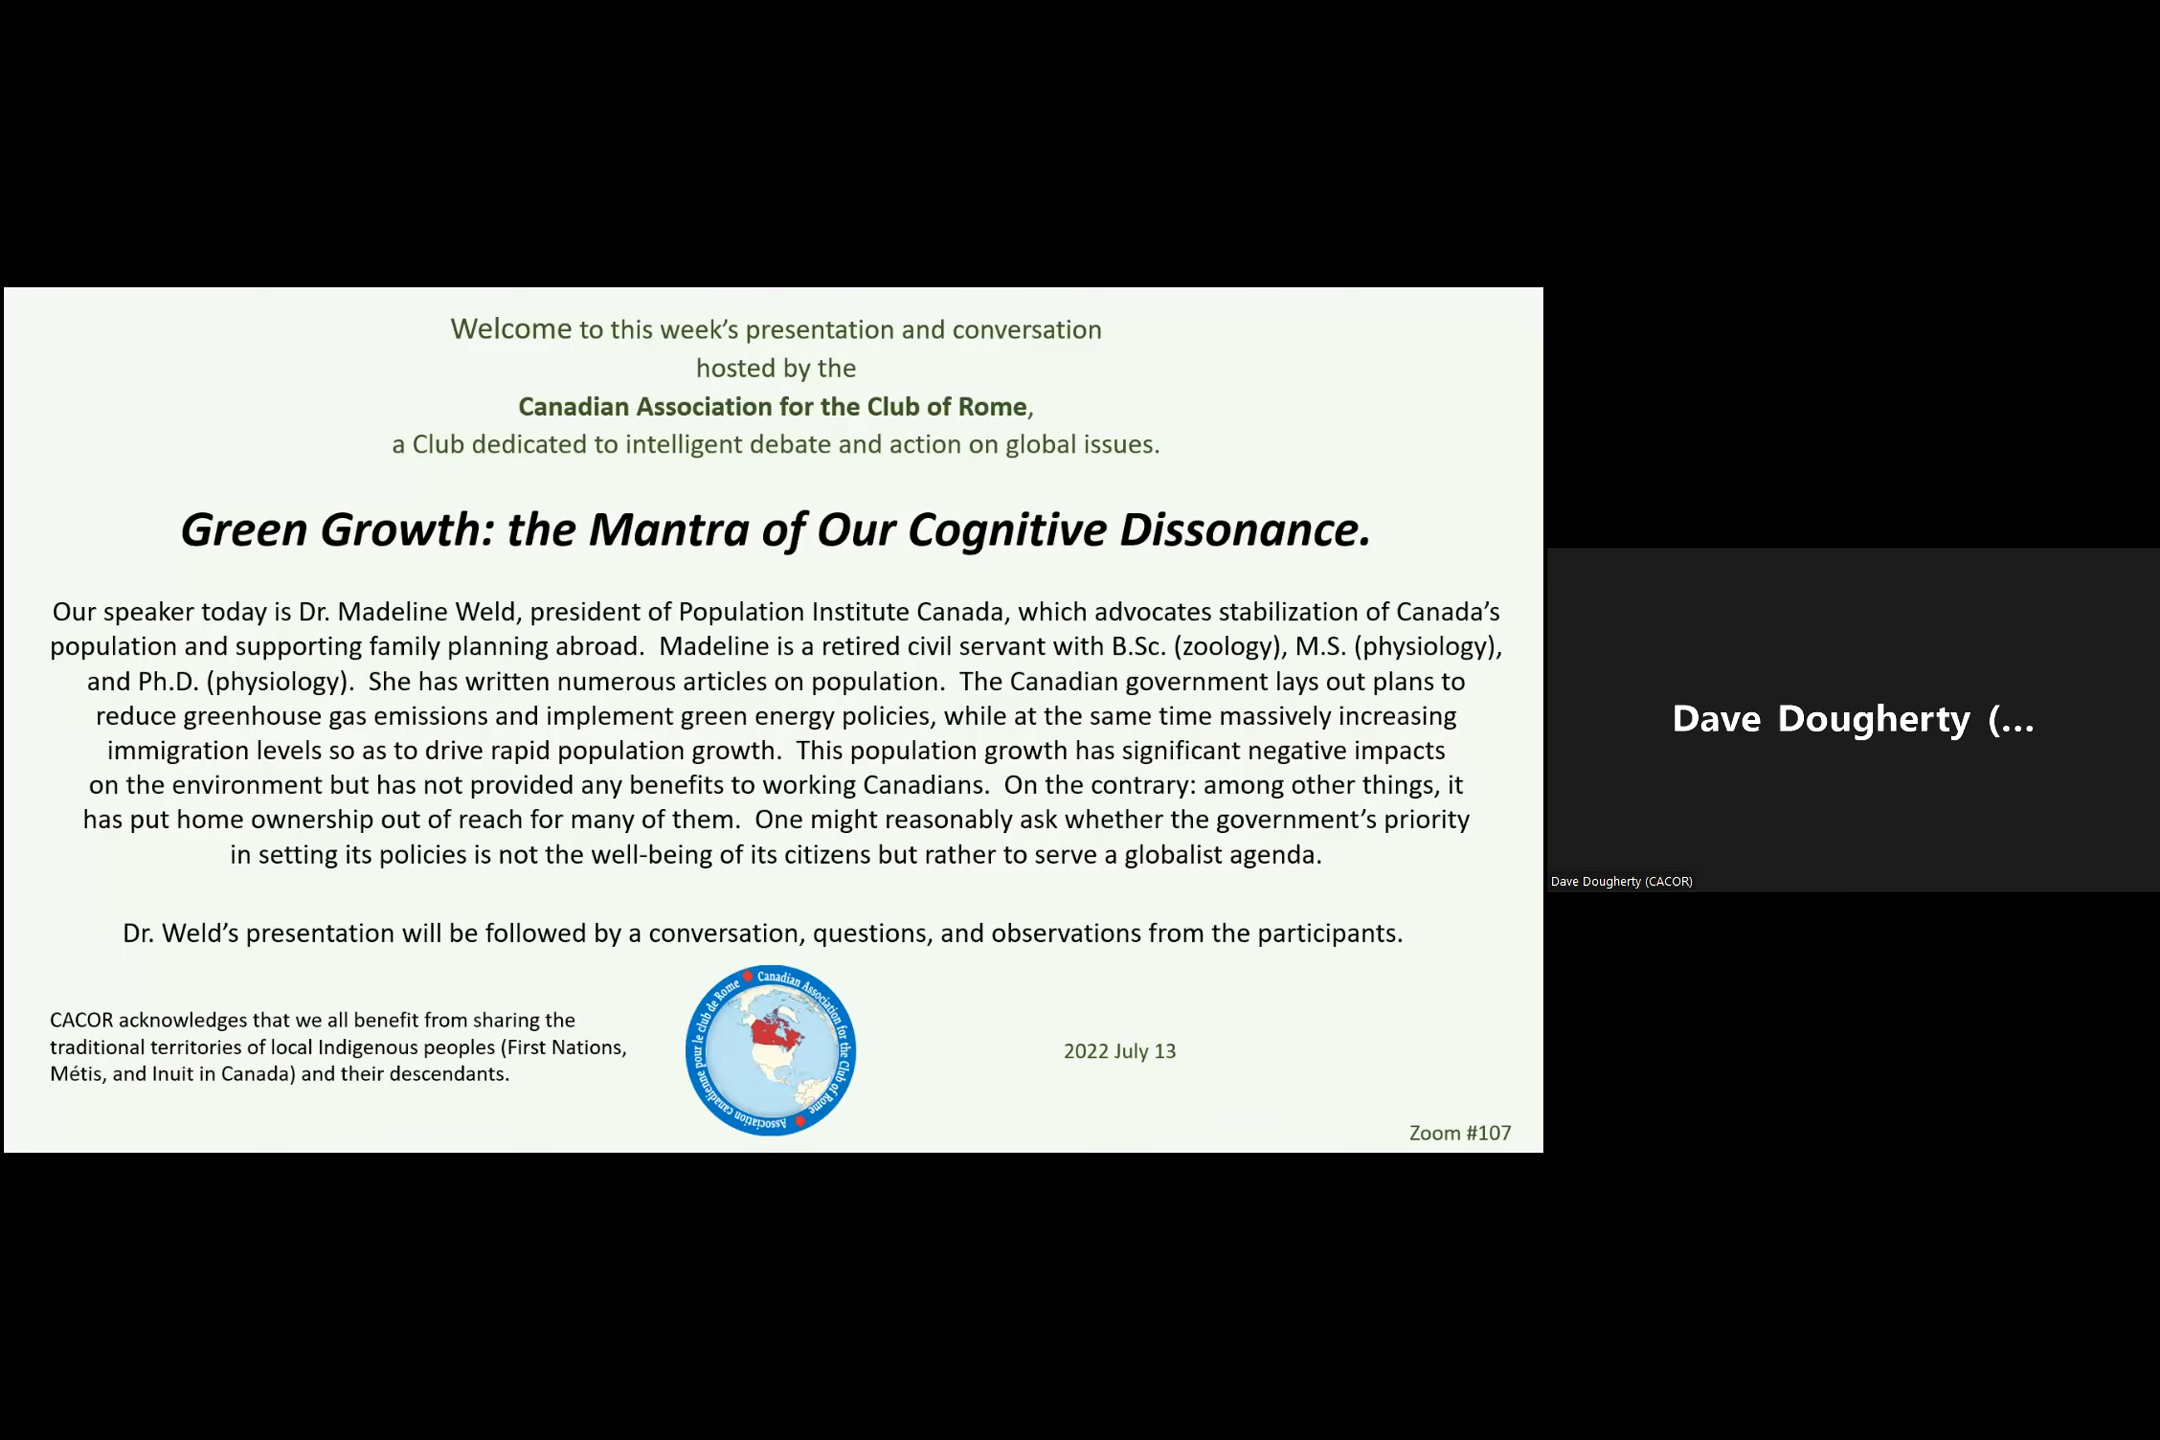 Welcome to this week’s presentation and conversation
hosted by the
Canadian Association for the Club of Rome,
a Club dedicated to intelligent debate and action on global issues.
Green Growth: the Mantra of Our Cognitive Dissonance.
Our speaker today is Dr. Madeline Weld, president of Population Institute Canada, which advocates stabilization of Canada’s
population and supporting family planning abroad.  Madeline is a retired civil servant with B.Sc. (zoology), M.S. (physiology),
and Ph.D. (physiology).  She has written numerous articles on population.  The Canadian government lays out plans to
reduce greenhouse gas emissions and implement green energy policies, while at the same time massively increasing
immigration levels so as to drive rapid population growth.  This population growth has significant negative impacts
on the environment but has not provided any benefits to working Canadians.  On the contrary: among other things, it
has put home ownership out of reach for many of them.  One might reasonably ask whether the government’s priority
in setting its policies is not the well-being of its citizens but rather to serve a globalist agenda.
Dr. Weld’s presentation will be followed by a conversation, questions, and observations from the participants.
CACOR acknowledges that we all benefit from sharing the
traditional territories of local Indigenous peoples (First Nations,
Métis, and Inuit in Canada) and their descendants.
Canadian Association for the Club of Rome
Association canadienne pour le club de Rome
2022 July 13
Zoom #107
Dave Dougherty (...
Dave Dougherty (CACOR)